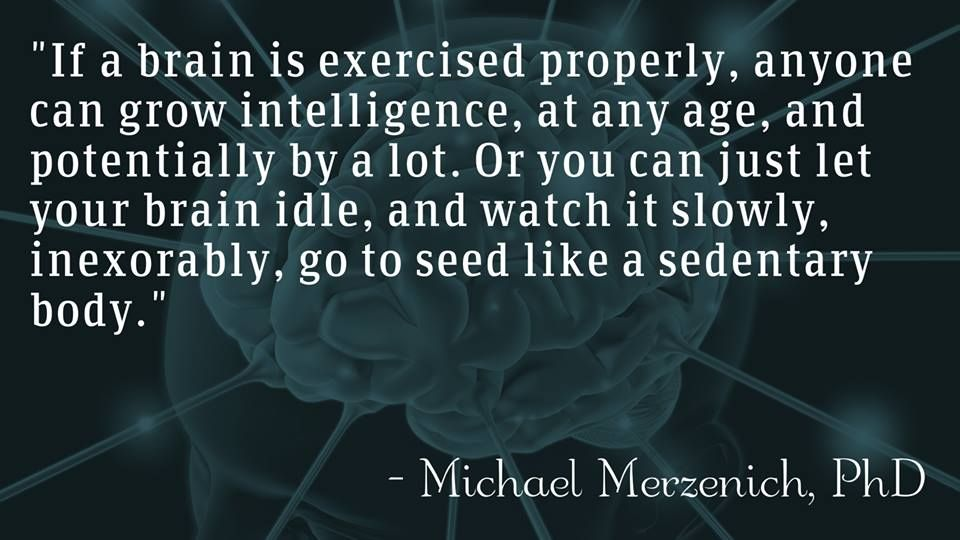 "If a brain is exercised properly, anyone
can grow intelligence, at any age, and
potentially by a lot. Or you can just let
your brain idle, and watch it slowly,
inexorably, go to seed like a sedentary
body."
- Michael Merzenich, PhD